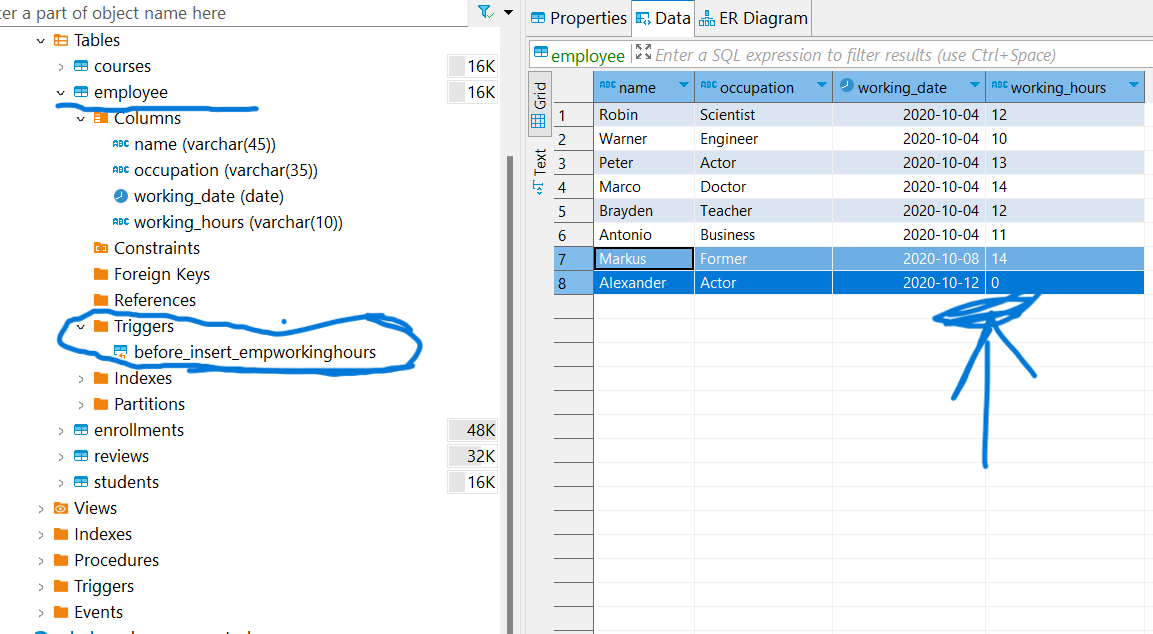 ter a part of object name here
Tables
courses 16K
employee 16K
Columns
name (varchar(45))
occupation (varchar(35))
working_date (date)
working_hours (varchar(10))
Constraints
Foreign Keys
References
Triggers
before_insert_empworkinghours
Indexes
Partitions
enrollments 48K
reviews 32K
students 16K
Views
Indexes
Procedures
Triggers
Events
Properties Data ER Diagram
employee Enter a SQL expression to filter results (use Ctrl+Space)
Grid
Text
ABC name ABC occupation working_date ABC working_hours
1 Robin Scientist 2020-10-04 12
2 Warner Engineer 2020-10-04 10
3 Peter Actor 2020-10-04 13
4 Marco Doctor 2020-10-04 14
5 Brayden Teacher 2020-10-04 12
6 Antonio Business 2020-10-04 11
7 Markus Former 2020-10-08 14
8 Alexander Actor 2020-10-12 0